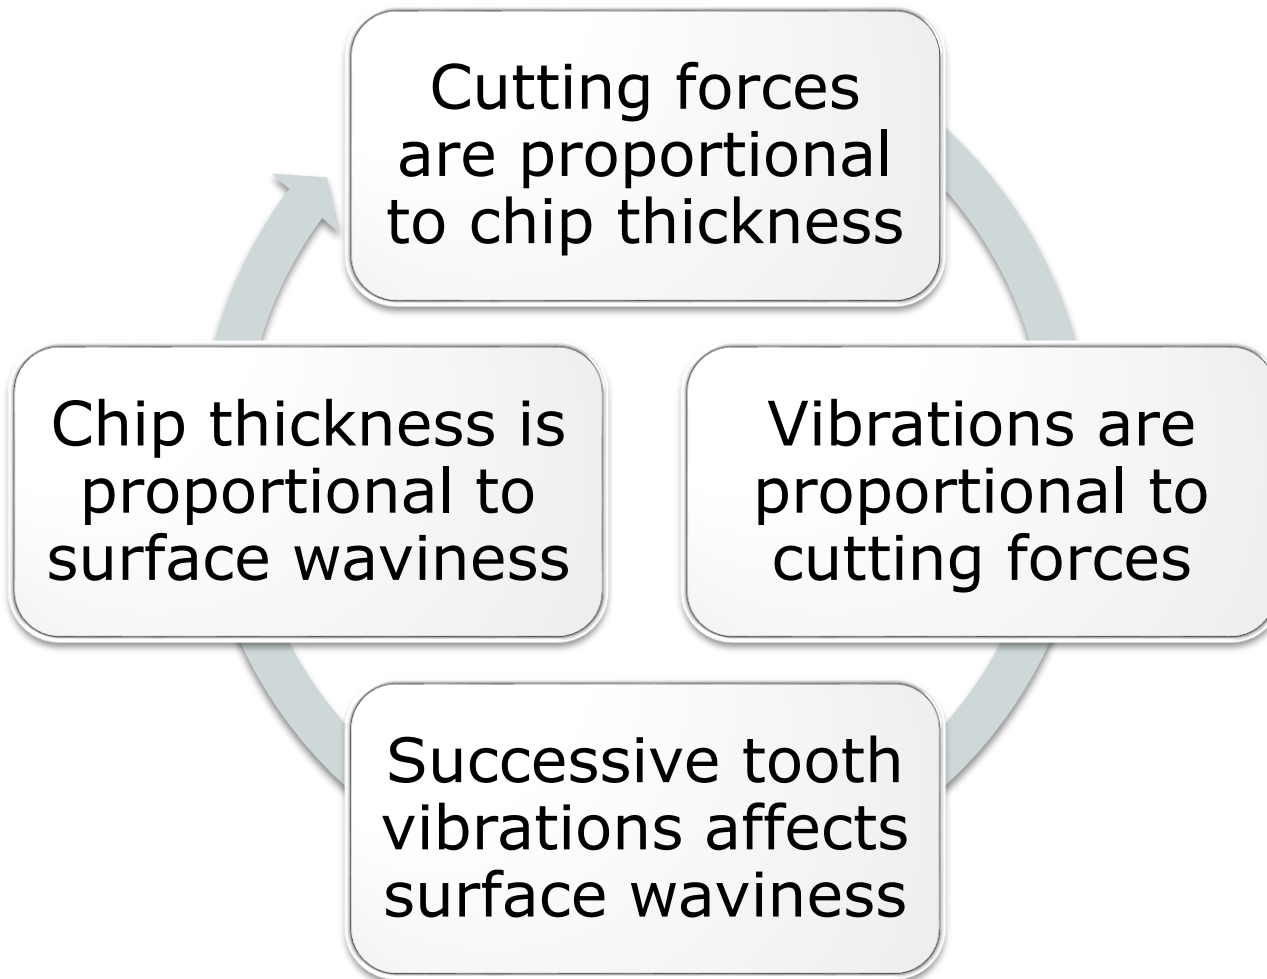 Cutting forces
are proportional
to chip thickness
Vibrations are
proportional to
cutting forces
Successive tooth
vibrations affects
surface waviness
Chip thickness is
proportional to
surface waviness